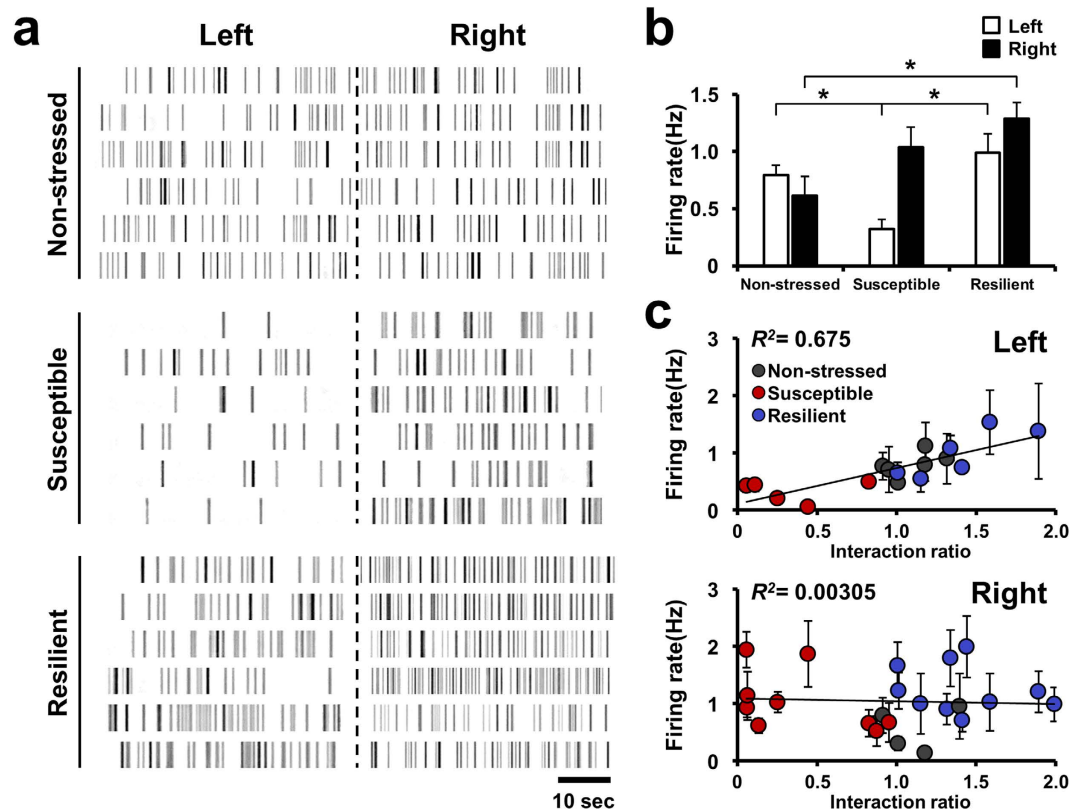 a
Left
Right
Non-stressed
Susceptible
Resilient
10 sec
b
Left
Right
*
*
*
Firing rate(Hz)
1.5
1.0
0.5
0
Non-stressed
Susceptible
Resilient
c
R²= 0.675
Left
Non-stressed
Susceptible
Resilient
Firing rate(Hz)
3
2
1
0
0
0.5
1.0
1.5
2.0
Interaction ratio
R²= 0.00305
Right
Firing rate(Hz)
3
2
1
0
0
0.5
1.0
1.5
2.0
Interaction ratio